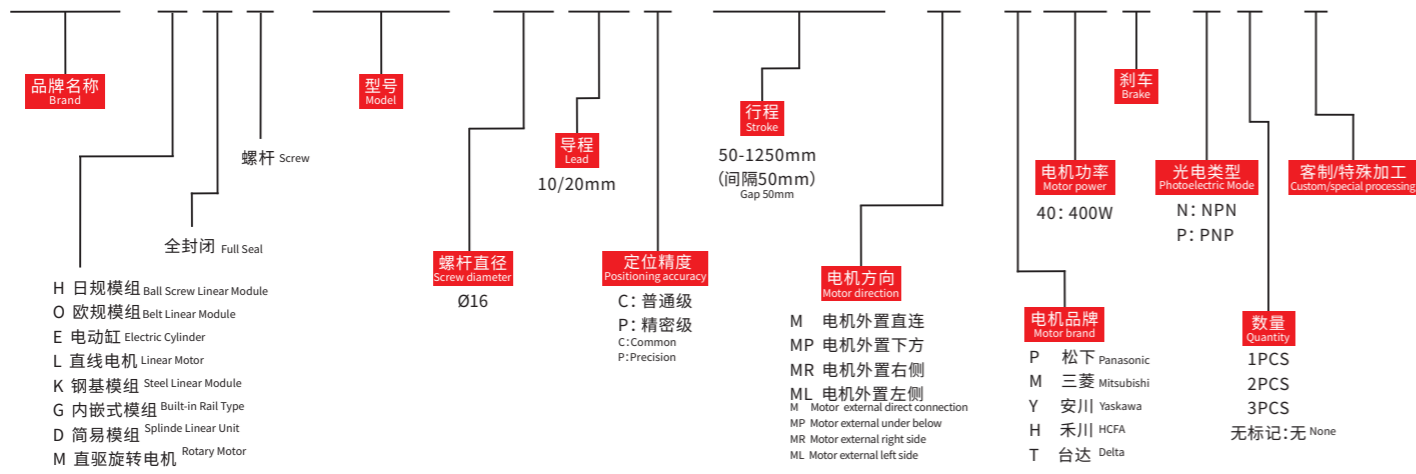 品牌名称
Brand
H 日规模组 Ball Screw Linear Module
O 欧规模组 Belt Linear Module
E 电动缸 Electric Cylinder
L 直线电机 Linear Motor
K 钢基模组 Steel Linear Module
G 内嵌式模组 Built-in Rail Type
D 简易模组 Splinde Linear Unit
M 直驱旋转电机 Rotary Motor
全封闭 Full Seal
螺杆 Screw
型号
Model
螺杆直径
Screw diameter
Ø16
导程
Lead
10/20mm
定位精度
Positioning accuracy
C：普通级
P：精密级
C:Common
P:Precision
行程
Stroke
50-1250mm
（间隔50mm）
Gap 50mm
电机方向
Motor direction
M 电机外置直连
MP 电机外置下方
MR 电机外置右侧
ML 电机外置左侧
M Motor external direct connection
MP Motor external under below
MR Motor external right side
ML Motor external left side
电机品牌
Motor brand
P 松下 Panasonic
M 三菱 Mitsubishi
Y 安川 Yaskawa
H 禾川 HCFA
T 台达 Delta
电机功率
Motor power
40：400W
刹车
Brake
光电类型
Photoelectric Mode
N：NPN
P：PNP
数量
Quantity
1PCS
2PCS
3PCS
无标记：无 None
客制/特殊加工
Custom/special processing